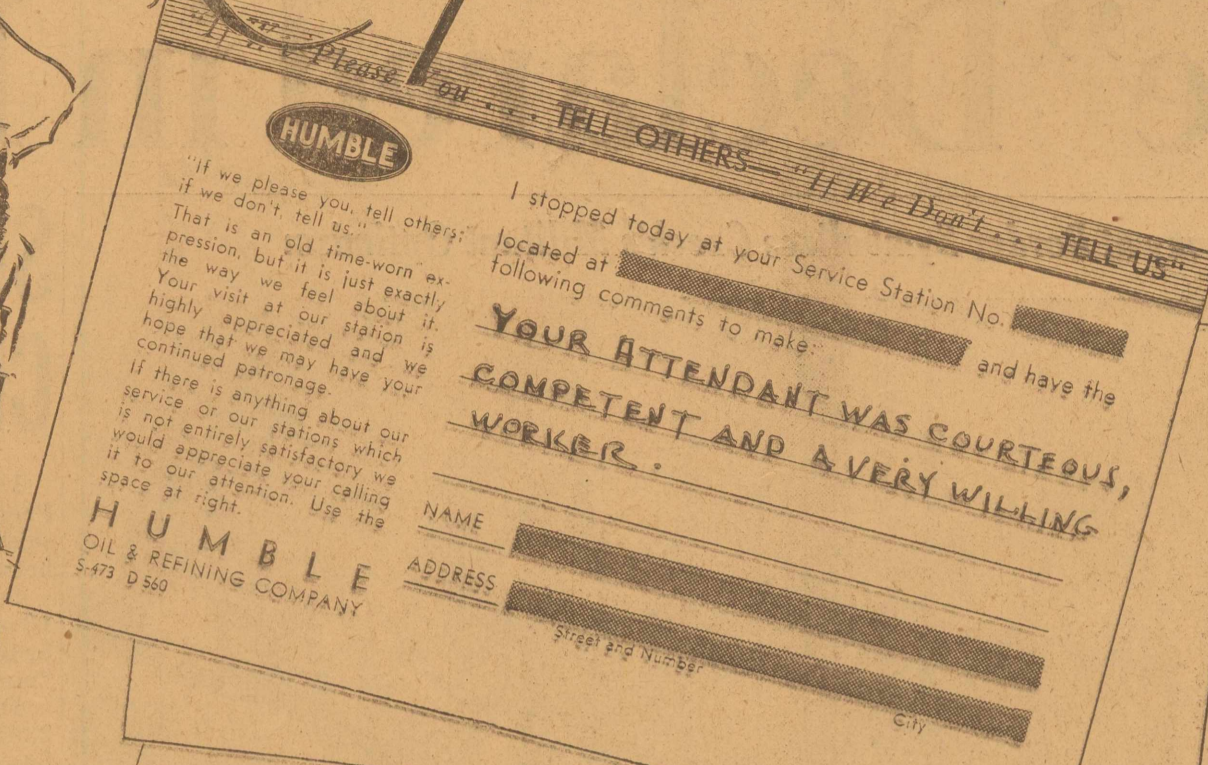 "If We Please You . . . TELL OTHERS — "If We Don't . . . TELL US"
HUMBLE
"If we please you, tell others;
if we don't, tell us."
That is an old time-worn ex-
pression, but it is just exactly
the way we feel about it.
Your visit at our station is
highly appreciated and we
hope that we may have your
continued patronage.
If there is anything about our
service or our stations which
is not entirely satisfactory we
would appreciate your calling
it to our attention. Use the
space at right.
HUMBLE
OIL & REFINING COMPANY
S-473 D 560
I stopped today at your Service Station No.
located at and have the
following comments to make:
YOUR ATTENDANT WAS COURTEOUS,
COMPETENT AND A VERY WILLING
WORKER.
NAME
ADDRESS
Street and Number
City